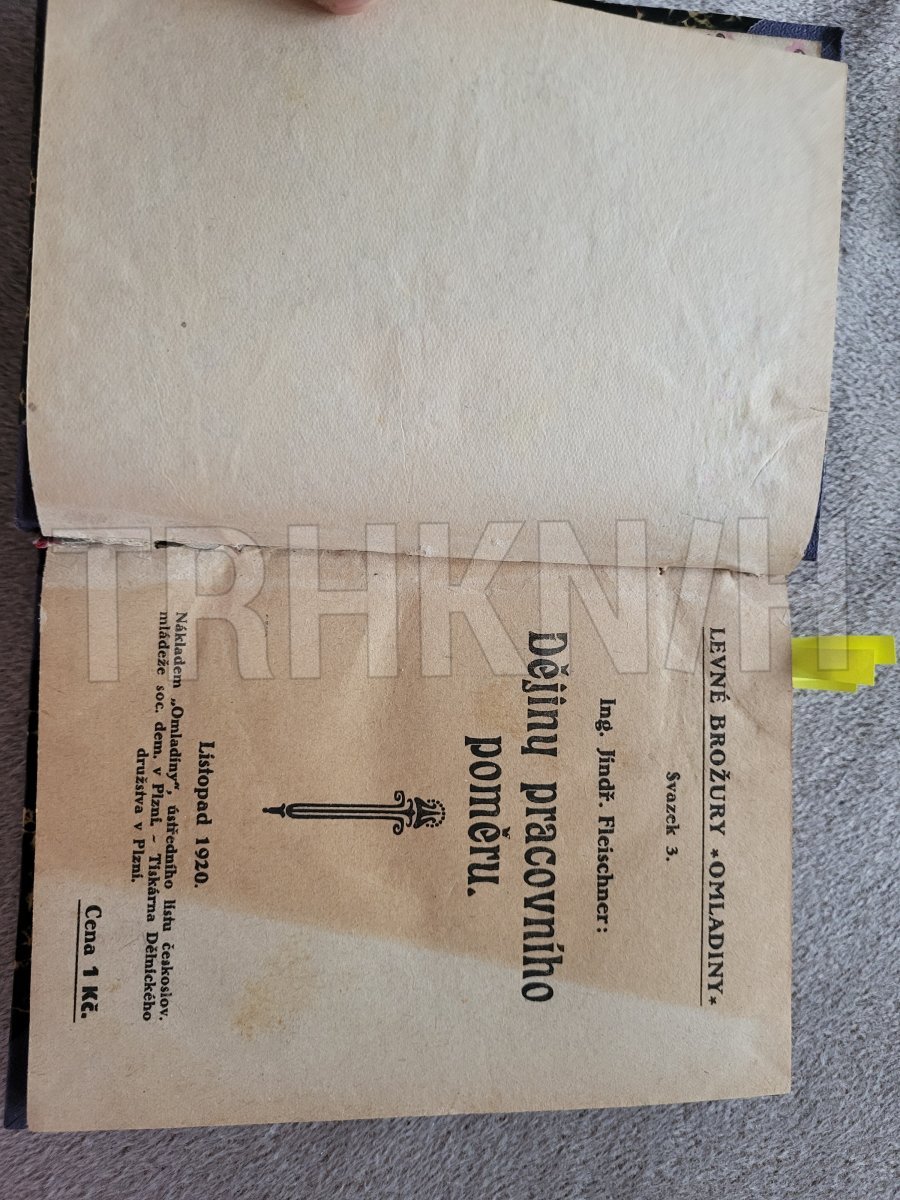 LEVNÉ BROŽURY *OMLADINY*
Svazek 3.
Ing. Jindř. Fleischner:
Dějiny pracovního
poměru.
Listopad 1920.
Nákladem „Omladiny", ústředního listu českoslov.
mládeže soc. dem. v Plzni. - Tiskárna Dělnického
družstva v Plzni.
Cena 1 Kč.
TRHKNIH